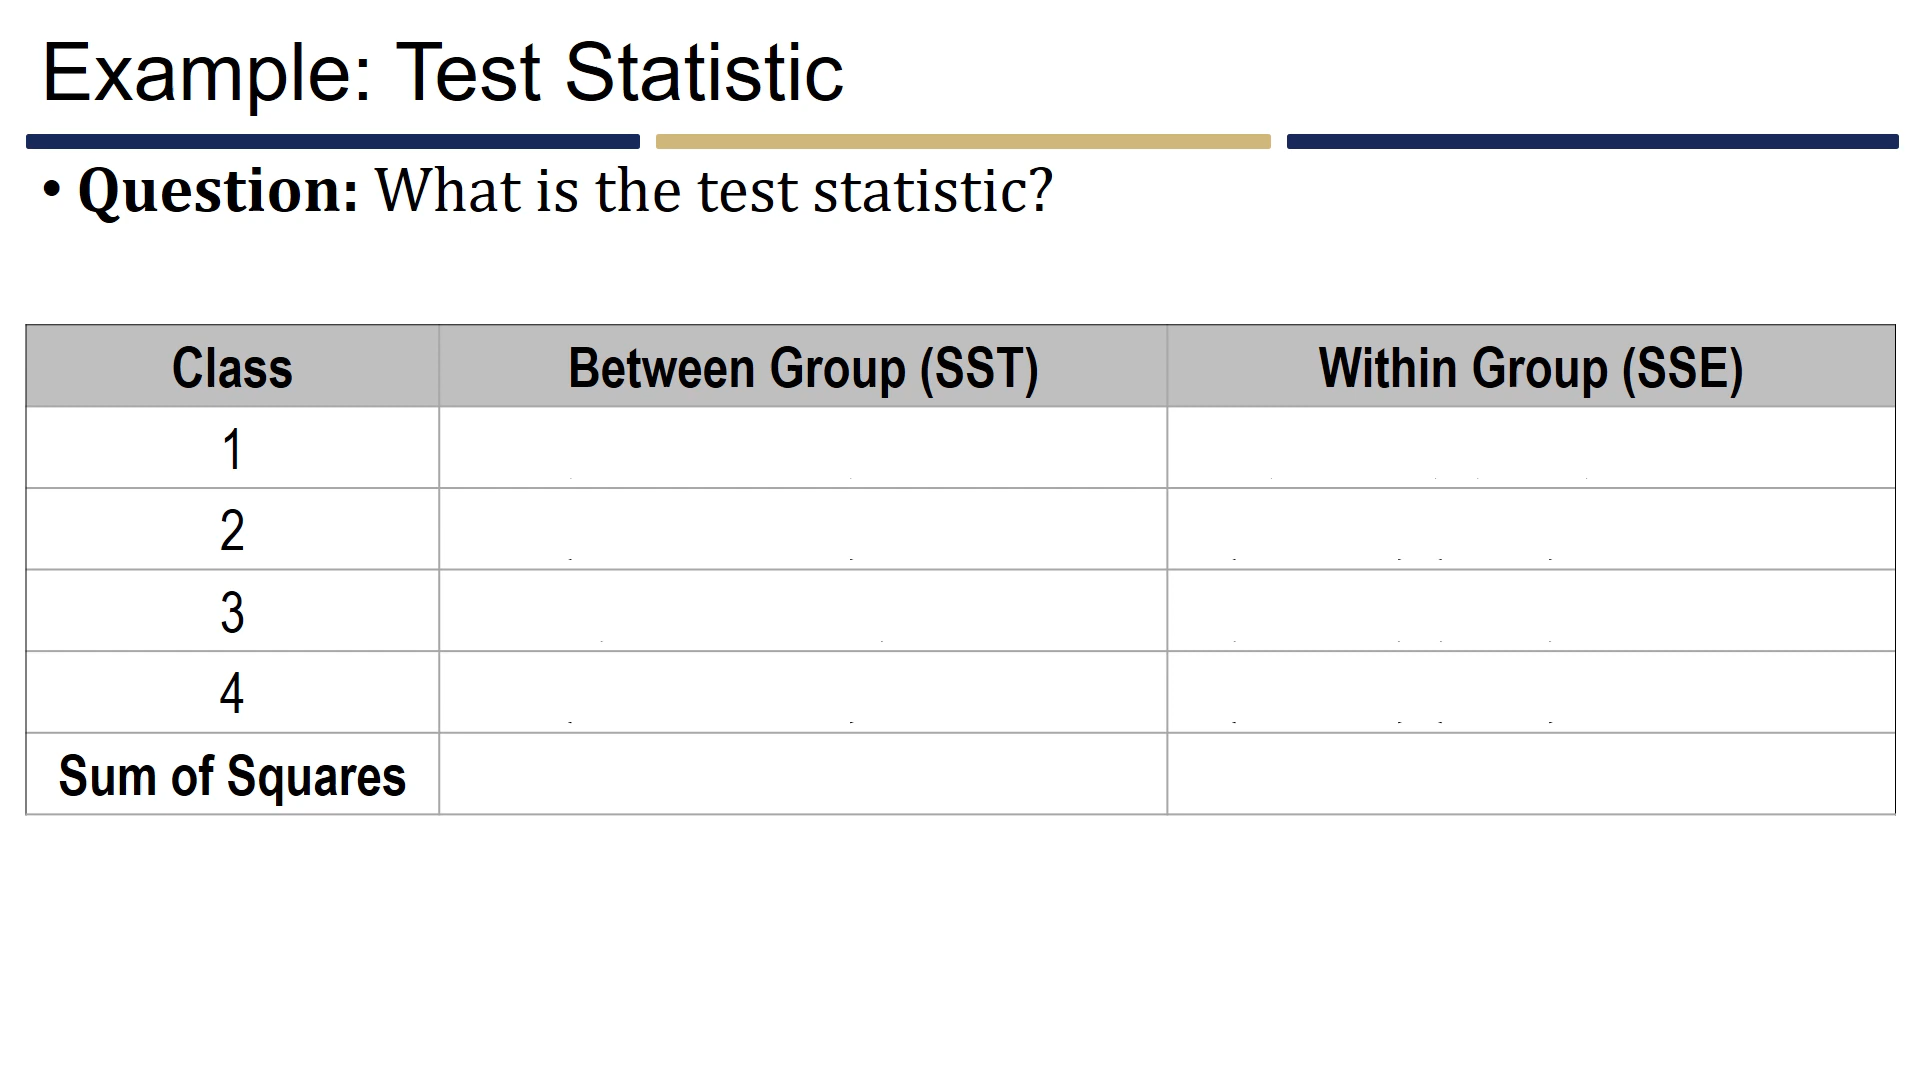 Example: Test Statistic
• Question: What is the test statistic?
Class Between Group (SST) Within Group (SSE)
1
2
3
4
Sum of Squares